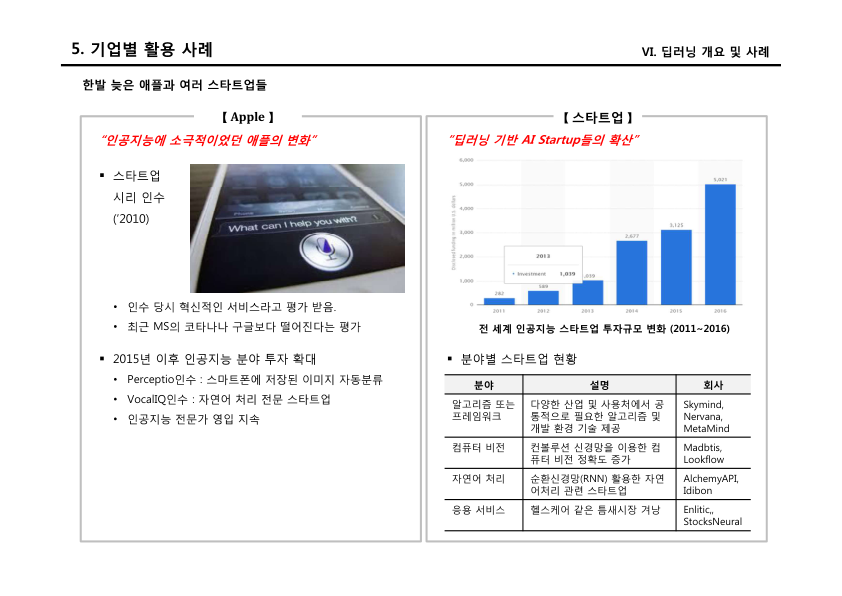 5. 기업별 활용 사례
VI. 딥러닝 개요 및 사례
한발 늦은 애플과 여러 스타트업들
【 Apple 】
“인공지능에 소극적이었던 애플의 변화”
▪ 스타트업
시리 인수
(’2010)
What can I help you with?
• 인수 당시 혁신적인 서비스라고 평가 받음.
• 최근 MS의 코타나나 구글보다 떨어진다는 평가
▪ 2015년 이후 인공지능 분야 투자 확대
• Perceptio인수 : 스마트폰에 저장된 이미지 자동분류
• VocalIQ인수 : 자연어 처리 전문 스타트업
• 인공지능 전문가 영입 지속
【 스타트업 】
“딥러닝 기반 AI Startup들의 확산”
6,000
5,000
4,000
3,000
2,000
1,000
0
282
589
1,039
2,677
3,125
5,021
2013
+ Investment 1,039
2011 2012 2013 2014 2015 2016
전 세계 인공지능 스타트업 투자규모 변화 (2011~2016)
▪ 분야별 스타트업 현황
분야 설명 회사
알고리즘 또는
프레임워크
다양한 산업 및 사용처에서 공
통적으로 필요한 알고리즘 및
개발 환경 기술 제공
Skymind,
Nervana,
MetaMind
컴퓨터 비전
컨볼루션 신경망을 이용한 컴
퓨터 비전 정확도 증가
Madbtis,
Lookflow
자연어 처리
순환신경망(RNN) 활용한 자연
어처리 관련 스타트업
AlchemyAPI,
Idibon
응용 서비스
헬스케어 같은 틈새시장 겨냥
Enlitic,,
StocksNeural